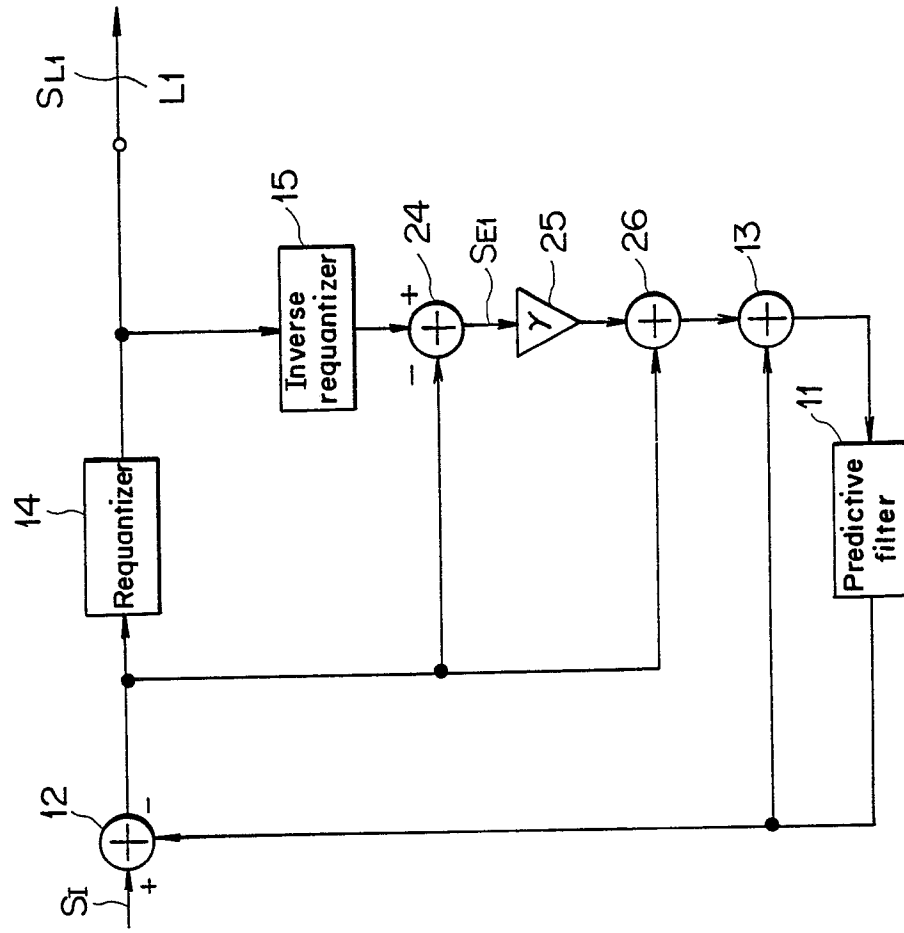 SI
12
+
−
14
Requantizer
SL1
L1
15
Inverse
requantizer
24
+
−
SE1
25
γ
26
13
11
Predictive
filter